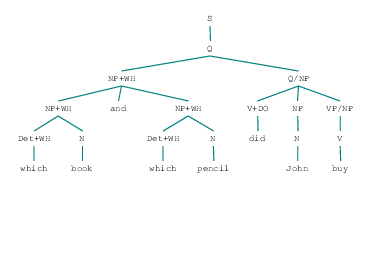 S
Q
NP+WH Q/NP
NP+WH and NP+WH V+DO NP VP/NP
Det+WH N Det+WH N did N V
which book which pencil John buy